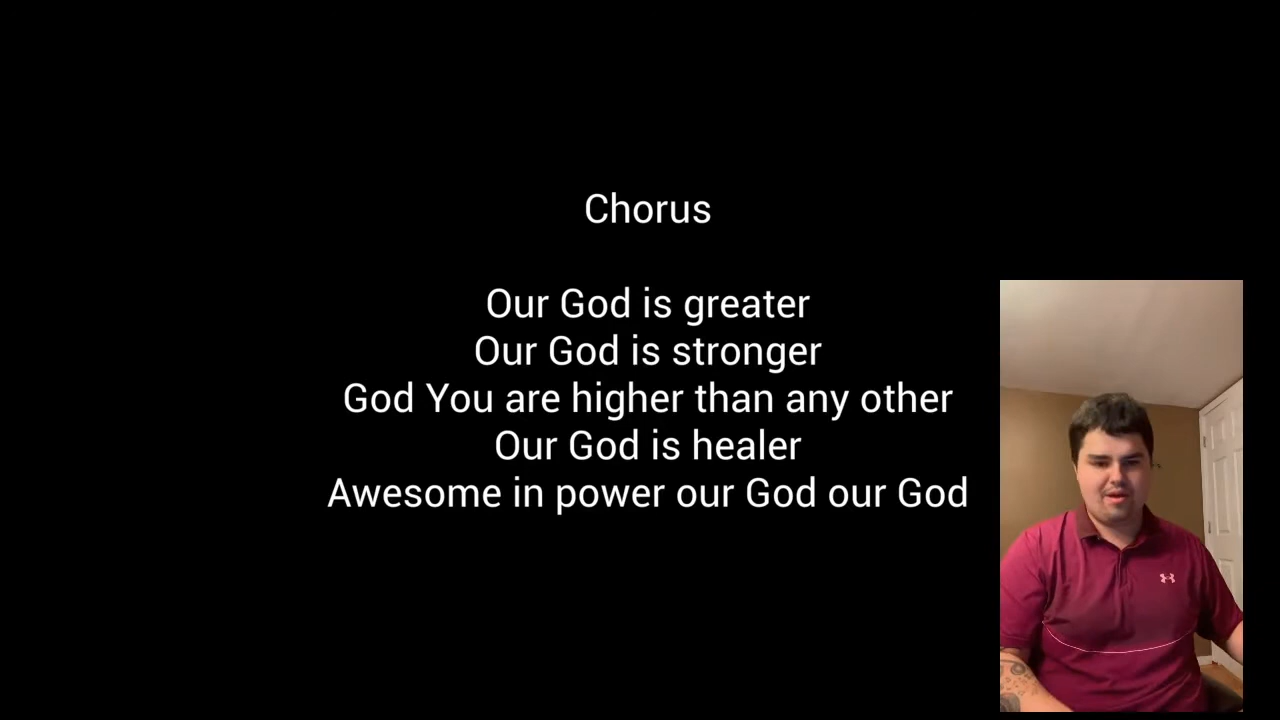 Chorus
Our God is greater
Our God is stronger
God You are higher than any other
Our God is healer
Awesome in power our God our God